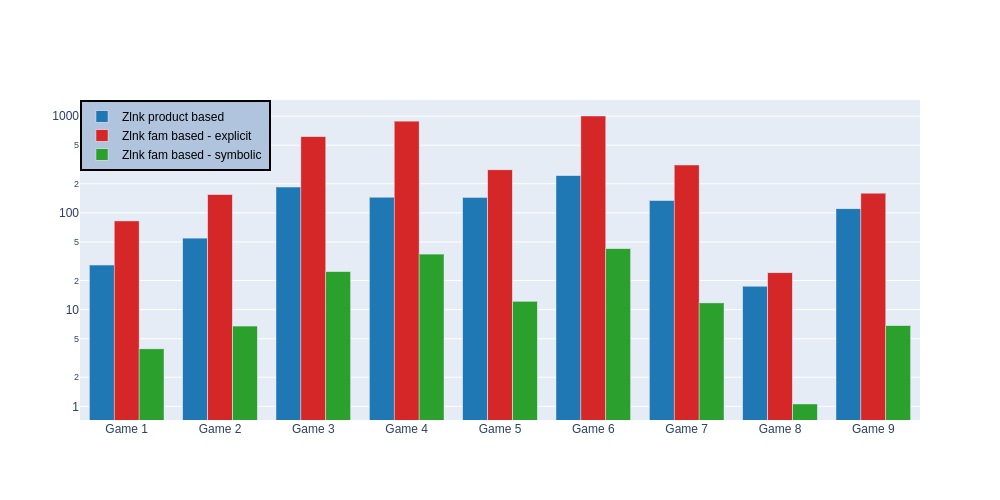 1000
5
2
100
5
2
10
5
2
1
Zlnk product based
Zlnk fam based - explicit
Zlnk fam based - symbolic
Game 1
Game 2
Game 3
Game 4
Game 5
Game 6
Game 7
Game 8
Game 9